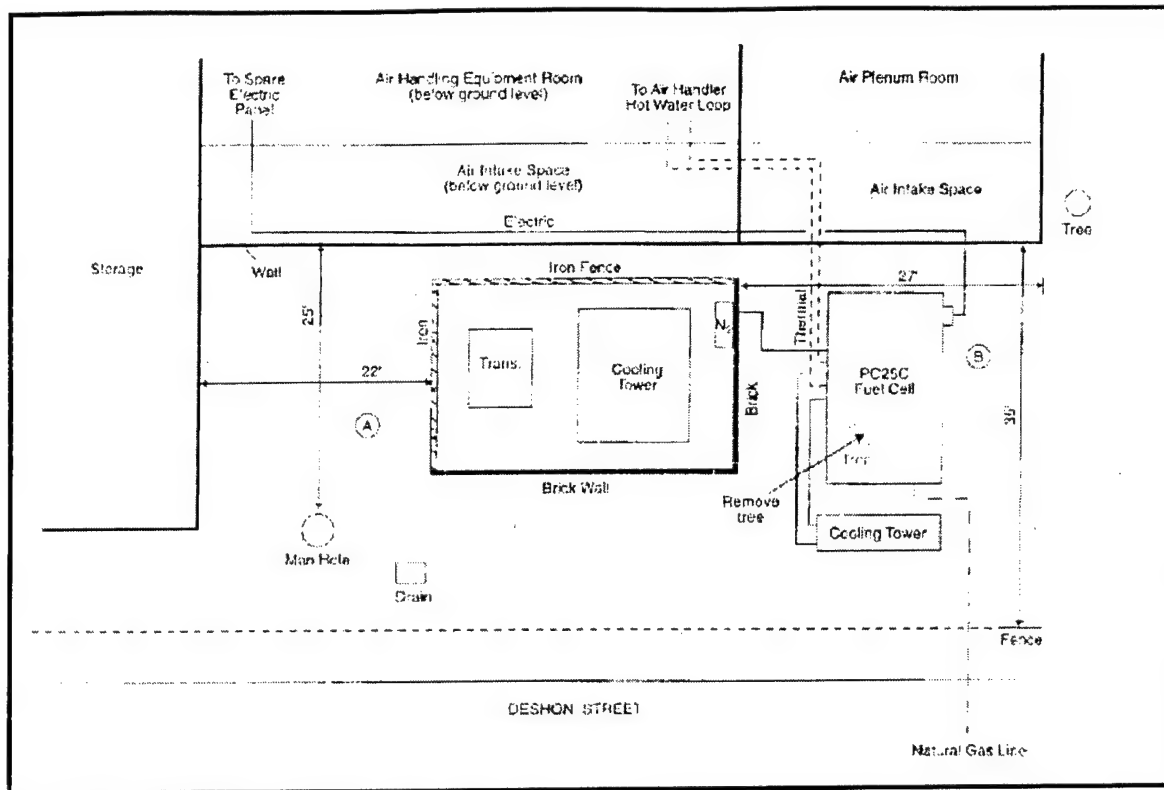 To Spare
Electric
Panel
Air Handling Equipment Room
(below ground level)
To Air Handler
Hot Water Loop
Air Plenum Room
Air Intake Space
(below ground level)
Air Intake Space
Electric
Tree
Storage
Wall
Iron Fence
27'
25'
Iron
N2
Thermal
Trans.
Cooling
Tower
PC25C
Fuel Cell
B
22'
Brick
35'
A
Tree
Brick Wall
Remove
tree
Cooling Tower
Man Hole
Drain
Fence
DESHON STREET
Natural Gas Line